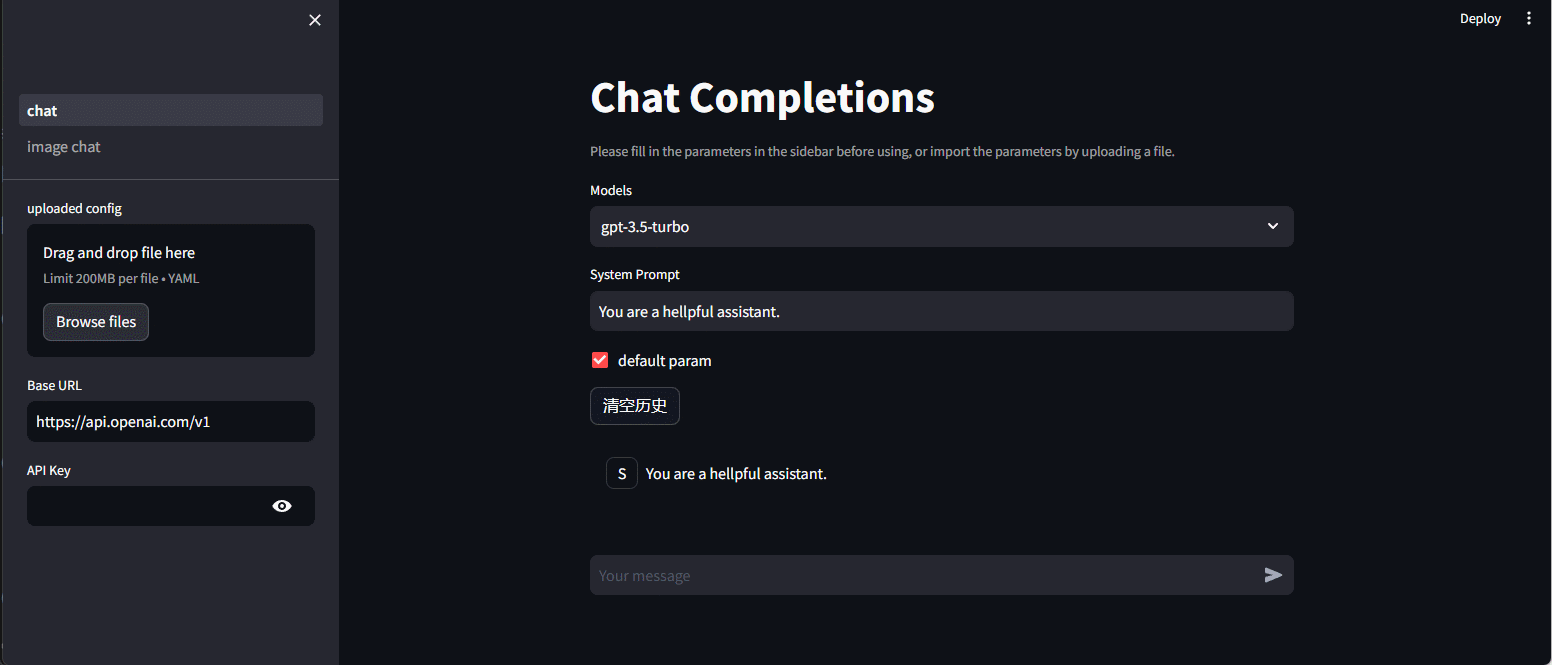 chat
image chat
uploaded config
Drag and drop file here
Limit 200MB per file • YAML
Browse files
Base URL
https://api.openai.com/v1
API Key
Deploy
Chat Completions
Please fill in the parameters in the sidebar before using, or import the parameters by uploading a file.
Models
gpt-3.5-turbo
System Prompt
You are a hellpful assistant.
default param
清空历史
S You are a hellpful assistant.
Your message